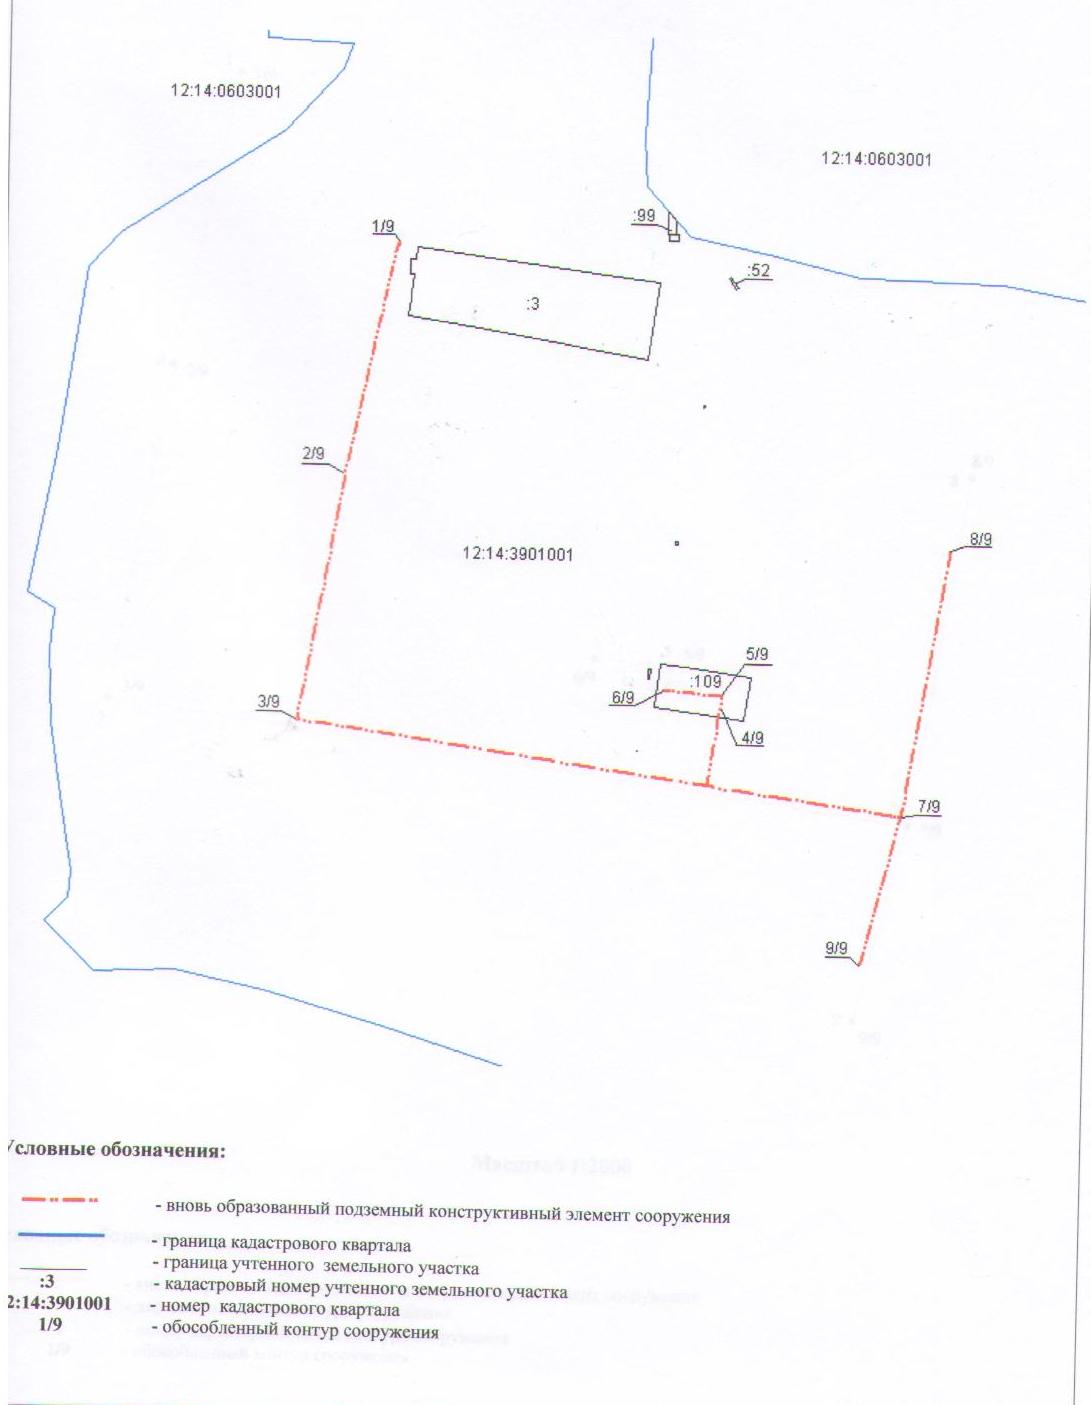 12:14:0603001
12:14:0603001
:99
1/9
:52
:3
2/9
8/9
12:14:3901001
5/9
:109
6/9
3/9
4/9
7/9
9/9
Условные обозначения:
- вновь образованный подземный конструктивный элемент сооружения
- граница кадастрового квартала
- граница учтенного земельного участка
:3 - кадастровый номер учтенного земельного участка
2:14:3901001 - номер кадастрового квартала
1/9 - обособленный контур сооружения